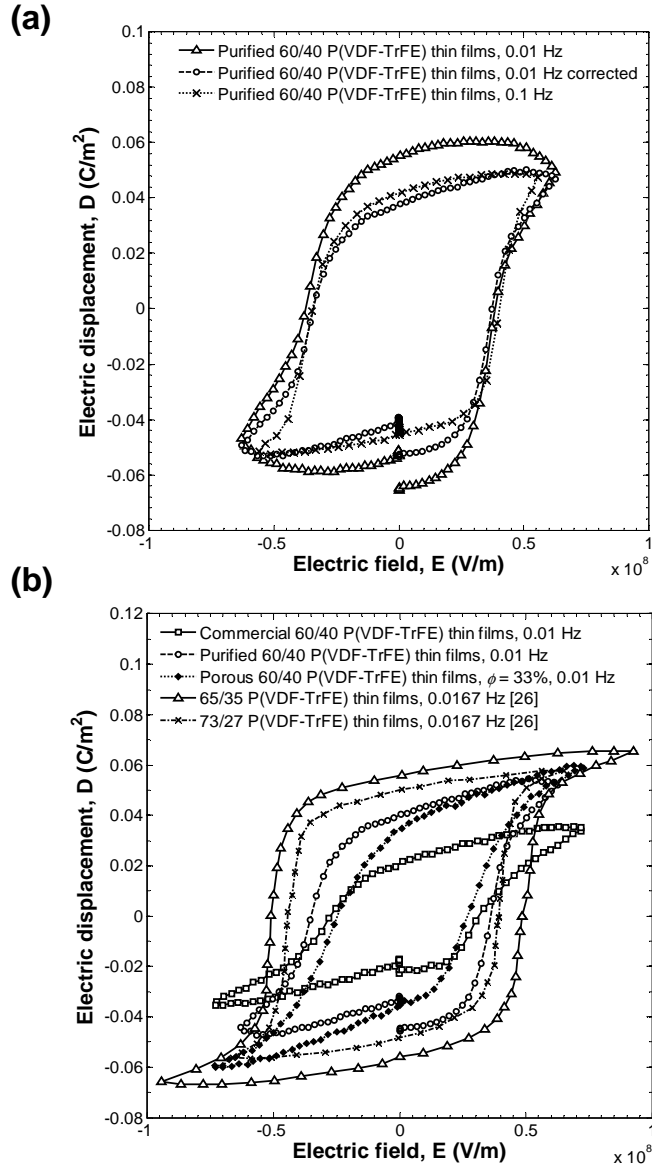 (a)
0.1
Purified 60/40 P(VDF-TrFE) thin films, 0.01 Hz
Purified 60/40 P(VDF-TrFE) thin films, 0.01 Hz corrected
Purified 60/40 P(VDF-TrFE) thin films, 0.1 Hz
0.08
0.06
0.04
0.02
0
-0.02
-0.04
-0.06
-0.08
Electric displacement, D (C/m²)
-1
-0.5
0
0.5
1
Electric field, E (V/m)
x 10⁸
(b)
0.12
Commercial 60/40 P(VDF-TrFE) thin films, 0.01 Hz
Purified 60/40 P(VDF-TrFE) thin films, 0.01 Hz
Porous 60/40 P(VDF-TrFE) thin films, ϕ = 33%, 0.01 Hz
65/35 P(VDF-TrFE) thin films, 0.0167 Hz [26]
73/27 P(VDF-TrFE) thin films, 0.0167 Hz [26]
0.1
0.08
0.06
0.04
0.02
0
-0.02
-0.04
-0.06
-0.08
Electric displacement, D (C/m²)
-1
-0.5
0
0.5
1
Electric field, E (V/m)
x 10⁸